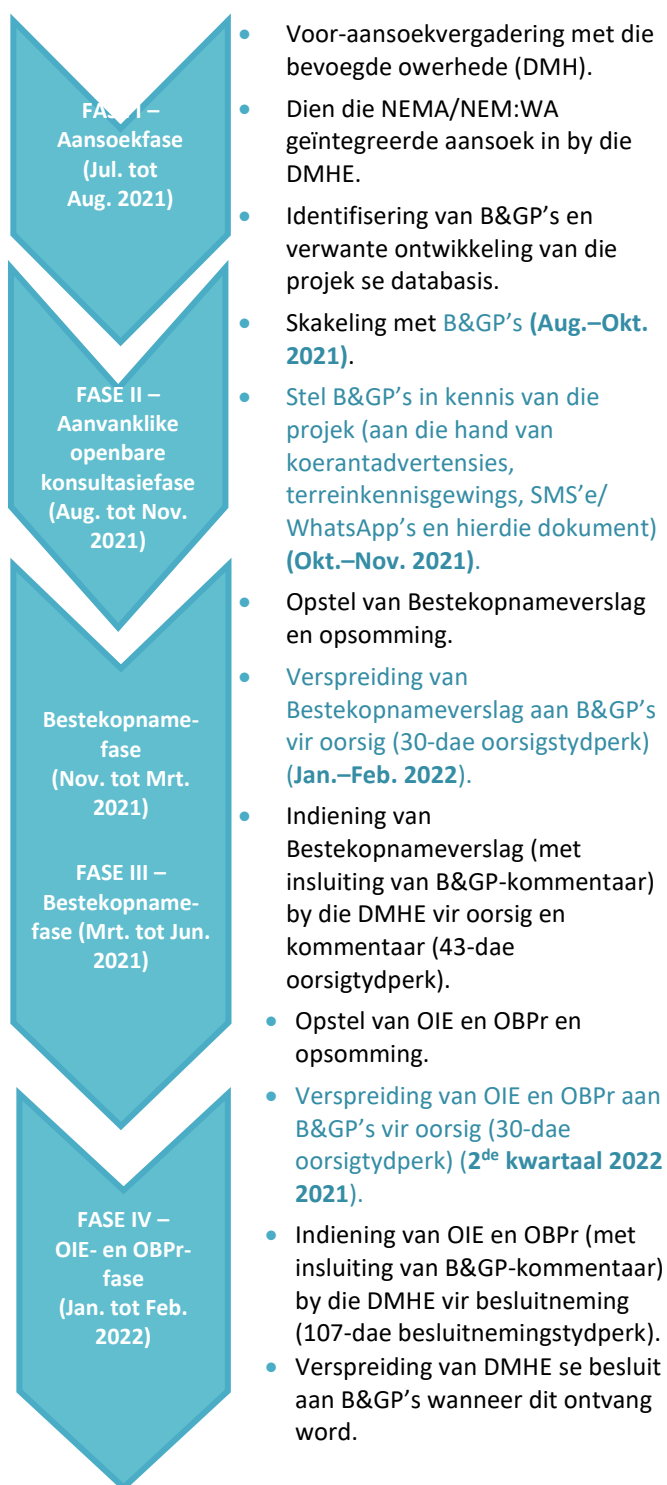 FASE I –
Aansoekfase
(Jul. tot
Aug. 2021)
• Voor-aansoekvergadering met die
bevoegde owerhede (DMH).
• Dien die NEMA/NEM:WA
geïntegreerde aansoek in by die
DMHE.
• Identifisering van B&GP’s en
verwante ontwikkeling van die
projek se databasis.
• Skakeling met B&GP’s (Aug.–Okt.
2021).
FASE II –
Aanvanklike
openbare
konsultasiefase
(Aug. tot Nov.
2021)
• Stel B&GP’s in kennis van die
projek (aan die hand van
koerantadvertensies,
terreinkennisgewings, SMS’e/
WhatsApp’s en hierdie dokument)
(Okt.–Nov. 2021).
• Opstel van Bestekopnameverslag
en opsomming.
Bestekopname-
fase
(Nov. tot Mrt.
2021)
FASE III –
Bestekopname-
fase (Mrt. tot Jun.
2021)
• Verspreiding van
Bestekopnameverslag aan B&GP’s
vir oorsig (30-dae oorsigstydperk)
(Jan.–Feb. 2022).
• Indiening van
Bestekopnameverslag (met
insluiting van B&GP-kommentaar)
by die DMHE vir oorsig en
kommentaar (43-dae
oorsigtydperk).
• Opstel van OIE en OBPr en
opsomming.
FASE IV –
OIE- en OBPr-
fase
(Jan. tot Feb.
2022)
• Verspreiding van OIE en OBPr aan
B&GP’s vir oorsig (30-dae
oorsigtydperk) (2de kwartaal 2022
2021).
• Indiening van OIE en OBPr (met
insluiting van B&GP-kommentaar)
by die DMHE vir besluitneming
(107-dae besluitnemingstydperk).
• Verspreiding van DMHE se besluit
aan B&GP’s wanneer dit ontvang
word.